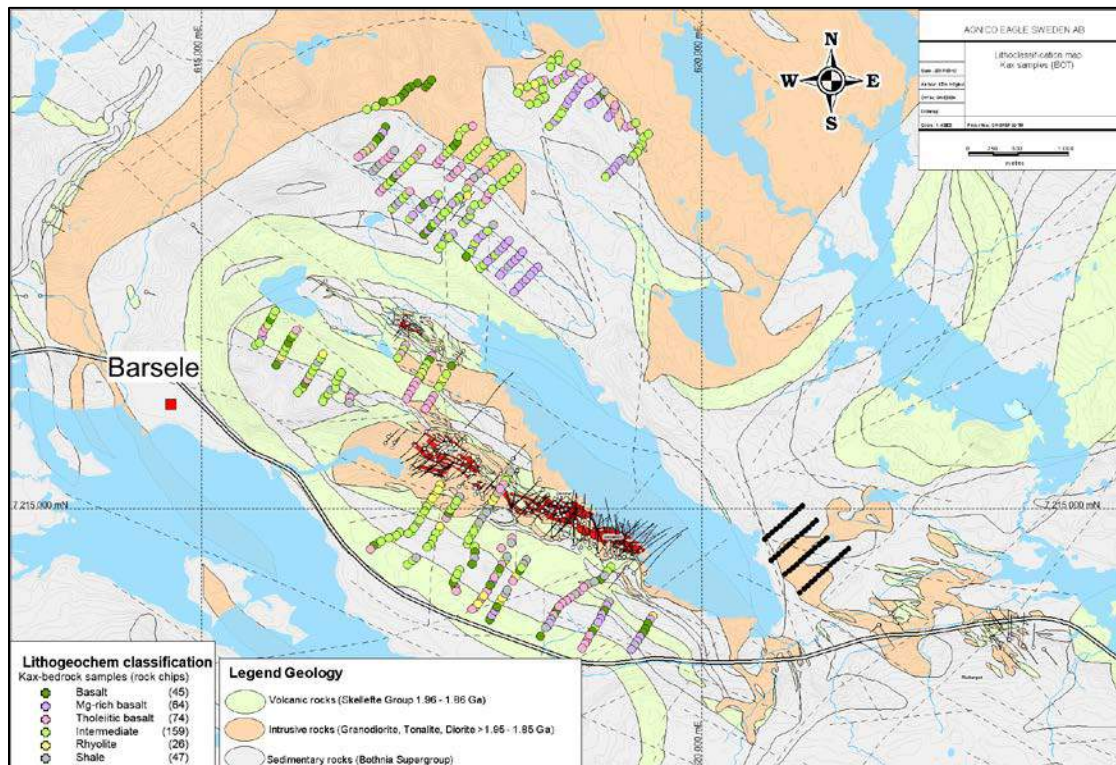 AGNICO EAGLE SWEDEN AB
Lithoclassification map
Kax samples (BOT)
N
W E
S
615,000 mE
620,000 mE
metres
Barsele
7,215,000 mN
7,215,000 mN
Lithogeochem classification
Kax-bedrock samples (rock chips)
Basalt (45)
Mg-rich basalt (64)
Tholeiitic basalt (74)
Intermediate (159)
Rhyolite (26)
Shale (47)
Legend Geology
Volcanic rocks (Skellefte Group 1.96 - 1.86 Ga)
Intrusive rocks (Granodiorite, Tonalite, Diorite >1.95 - 1.85 Ga)
Sedimentary rocks (Bothnia Supergroup)